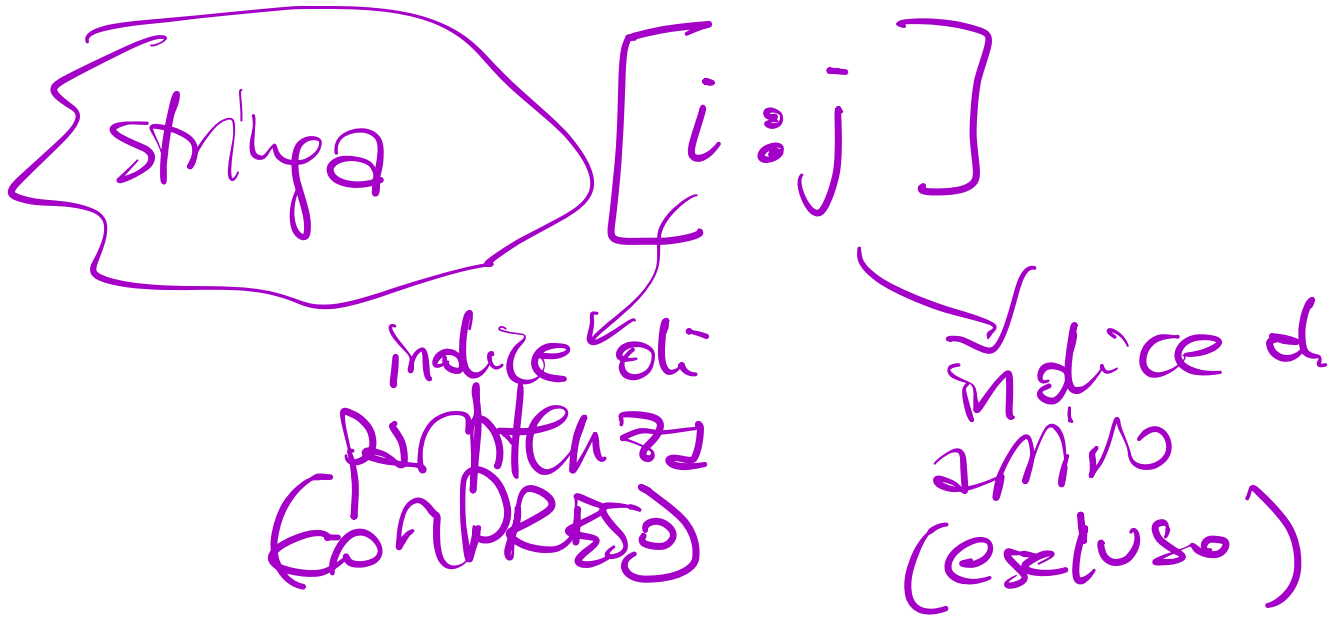 stringa [i:j]
indice di
partenza
(COMPRESO)
indice di
arrivo
(escluso)